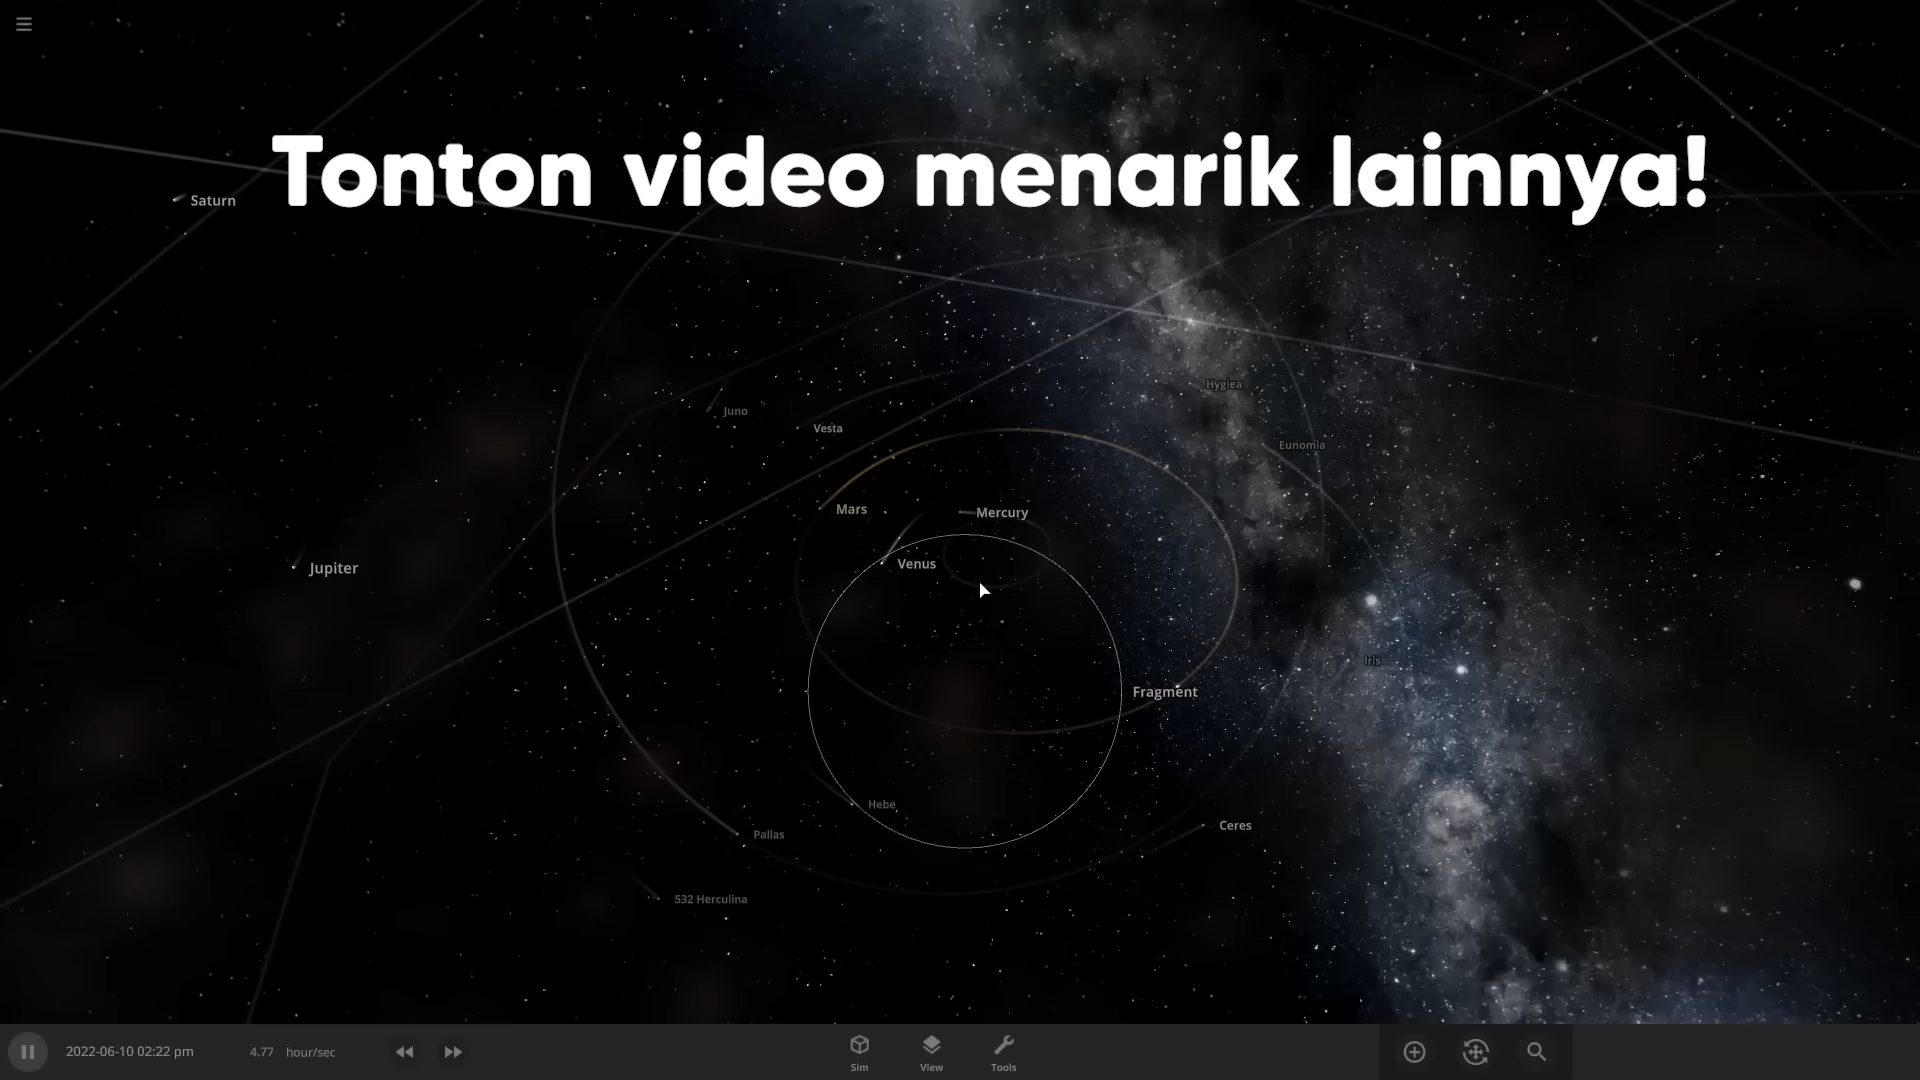 Tonton video menarik lainnya!
Saturn
Hygiea
Juno
Vesta
Eunomia
Mars
Mercury
Venus
Jupiter
Iris
Fragment
Hebe
Ceres
Pallas
532 Herculina
2022-06-10 02:22 pm
4.77 hour/sec
Sim
View
Tools